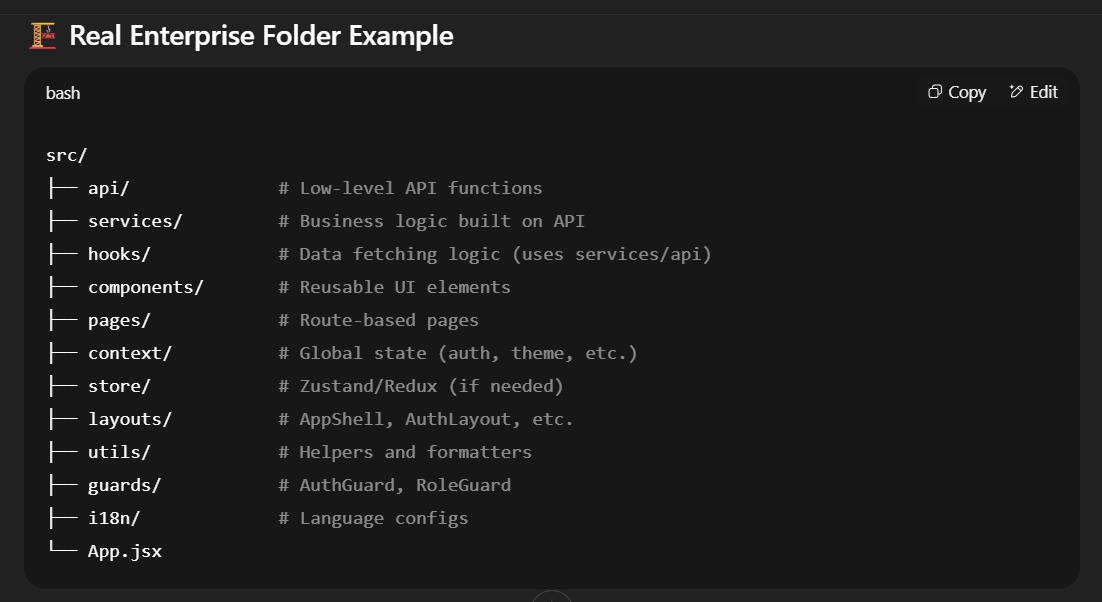 🏗️ Real Enterprise Folder Example
bash
Copy
Edit
src/
├── api/              # Low-level API functions
├── services/         # Business logic built on API
├── hooks/            # Data fetching logic (uses services/api)
├── components/       # Reusable UI elements
├── pages/            # Route-based pages
├── context/          # Global state (auth, theme, etc.)
├── store/            # Zustand/Redux (if needed)
├── layouts/          # AppShell, AuthLayout, etc.
├── utils/            # Helpers and formatters
├── guards/           # AuthGuard, RoleGuard
├── i18n/             # Language configs
└── App.jsx